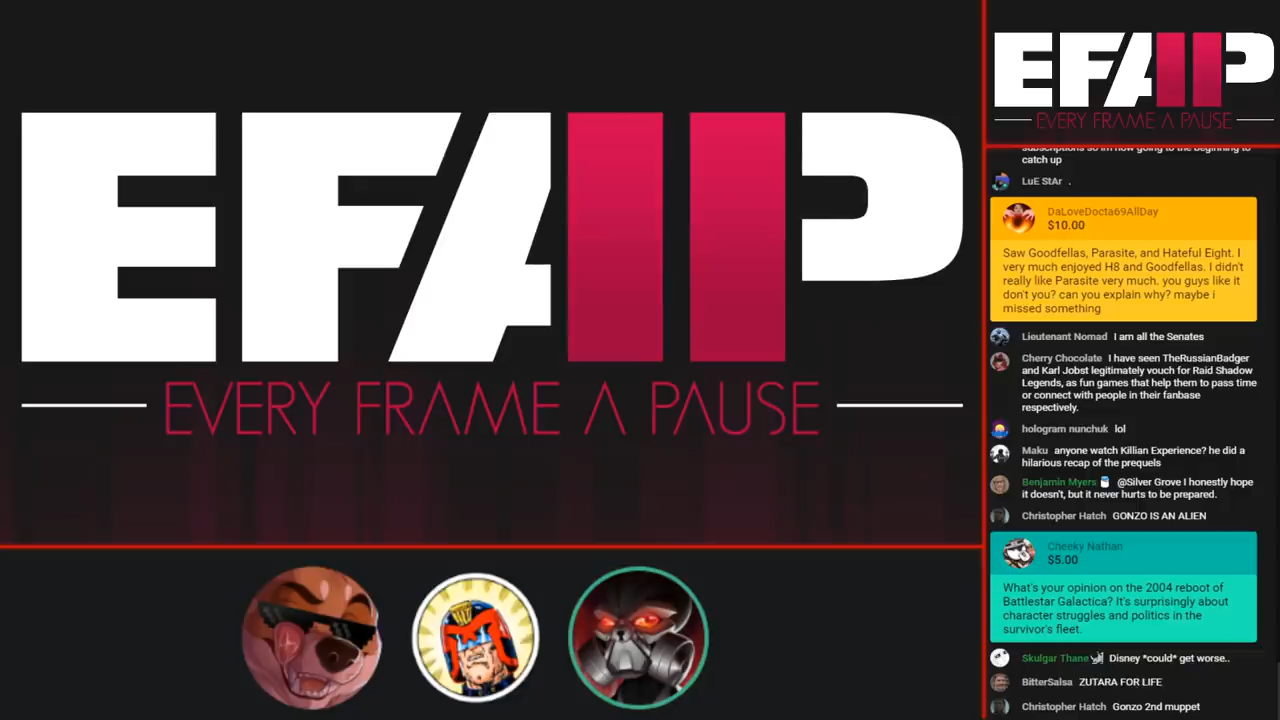 EFAP
EVERY FRAME A PAUSE
EFAP
EVERY FRAME A PAUSE
subscriptions so im now going to the beginning to
catch up
LuE StAr .
DaLoveDocta69AllDay
$10.00
Saw Goodfellas, Parasite, and Hateful Eight. I
very much enjoyed H8 and Goodfellas. I didn't
really like Parasite very much. you guys like it
don't you? can you explain why? maybe i
missed something
Lieutenant Nomad I am all the Senates
Cherry Chocolate I have seen TheRussianBadger
and Karl Jobst legitimately vouch for Raid Shadow
Legends, as fun games that help them to pass time
or connect with people in their fanbase
respectively.
hologram nunchuk lol
Maku anyone watch Killian Experience? he did a
hilarious recap of the prequels
Benjamin Myers @Silver Grove I honestly hope
it doesn't, but it never hurts to be prepared.
Christopher Hatch GONZO IS AN ALIEN
Cheeky Nathan
$5.00
What's your opinion on the 2004 reboot of
Battlestar Galactica? It's surprisingly about
character struggles and politics in the
survivor's fleet.
Skulgar Thane Disney *could* get worse..
BitterSalsa ZUTARA FOR LIFE
Christopher Hatch Gonzo 2nd muppet